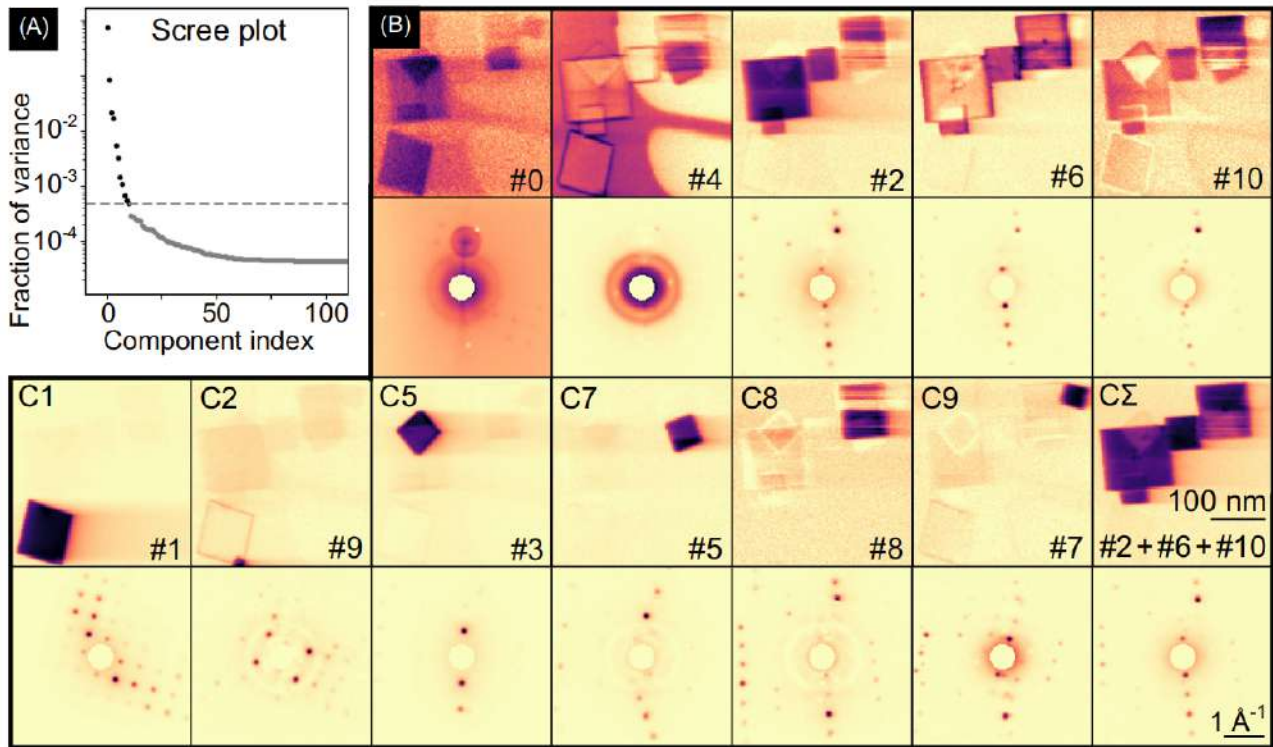 (A)
Scree plot
Fraction of variance
10⁻²
10⁻³
10⁻⁴
0
50
100
Component index
(B)
#0
#4
#2
#6
#10
C1
C2
C5
C7
C8
C9
CΣ
100 nm
#1
#9
#3
#5
#8
#7
#2 + #6 + #10
1 Å⁻¹